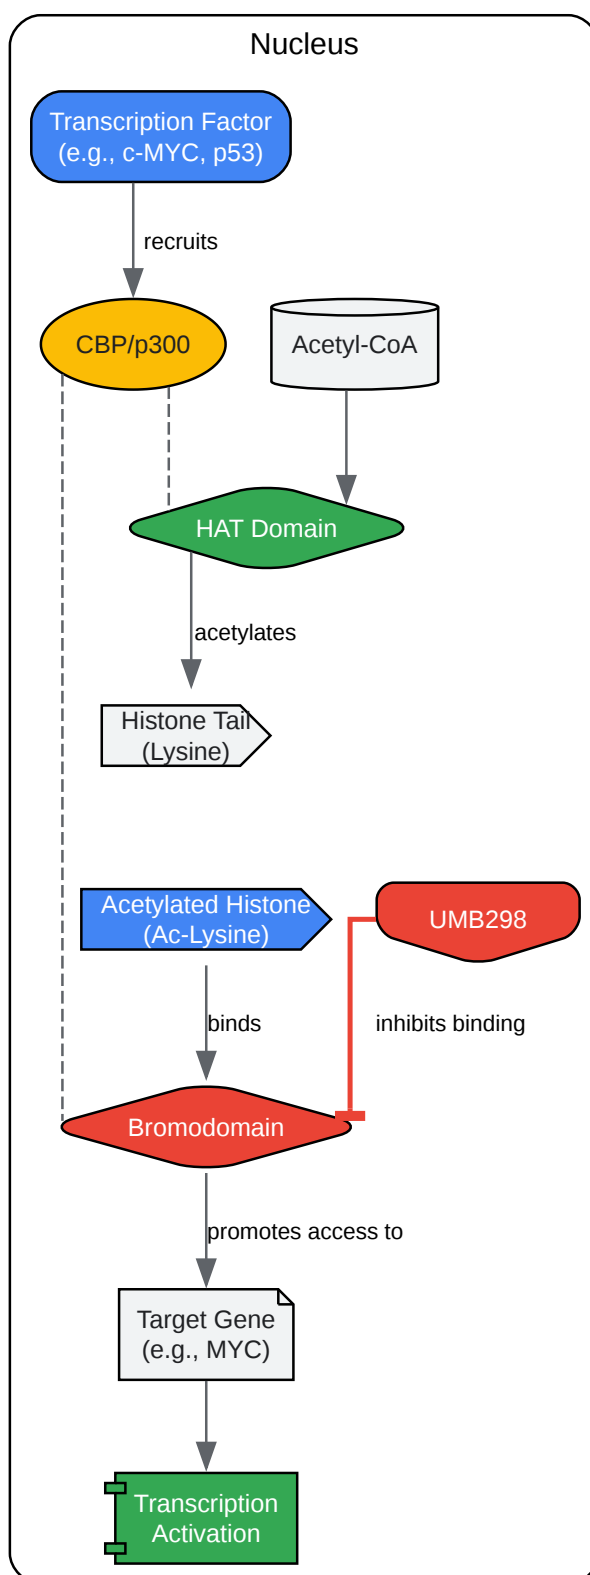 Nucleus
Transcription Factor
(e.g., c-MYC, p53)
recruits
CBP/p300
Acetyl-CoA
HAT Domain
acetylates
Histone Tail
(Lysine)
Acetylated Histone
(Ac-Lysine)
UMB298
binds
inhibits binding
Bromodomain
promotes access to
Target Gene
(e.g., MYC)
Transcription
Activation